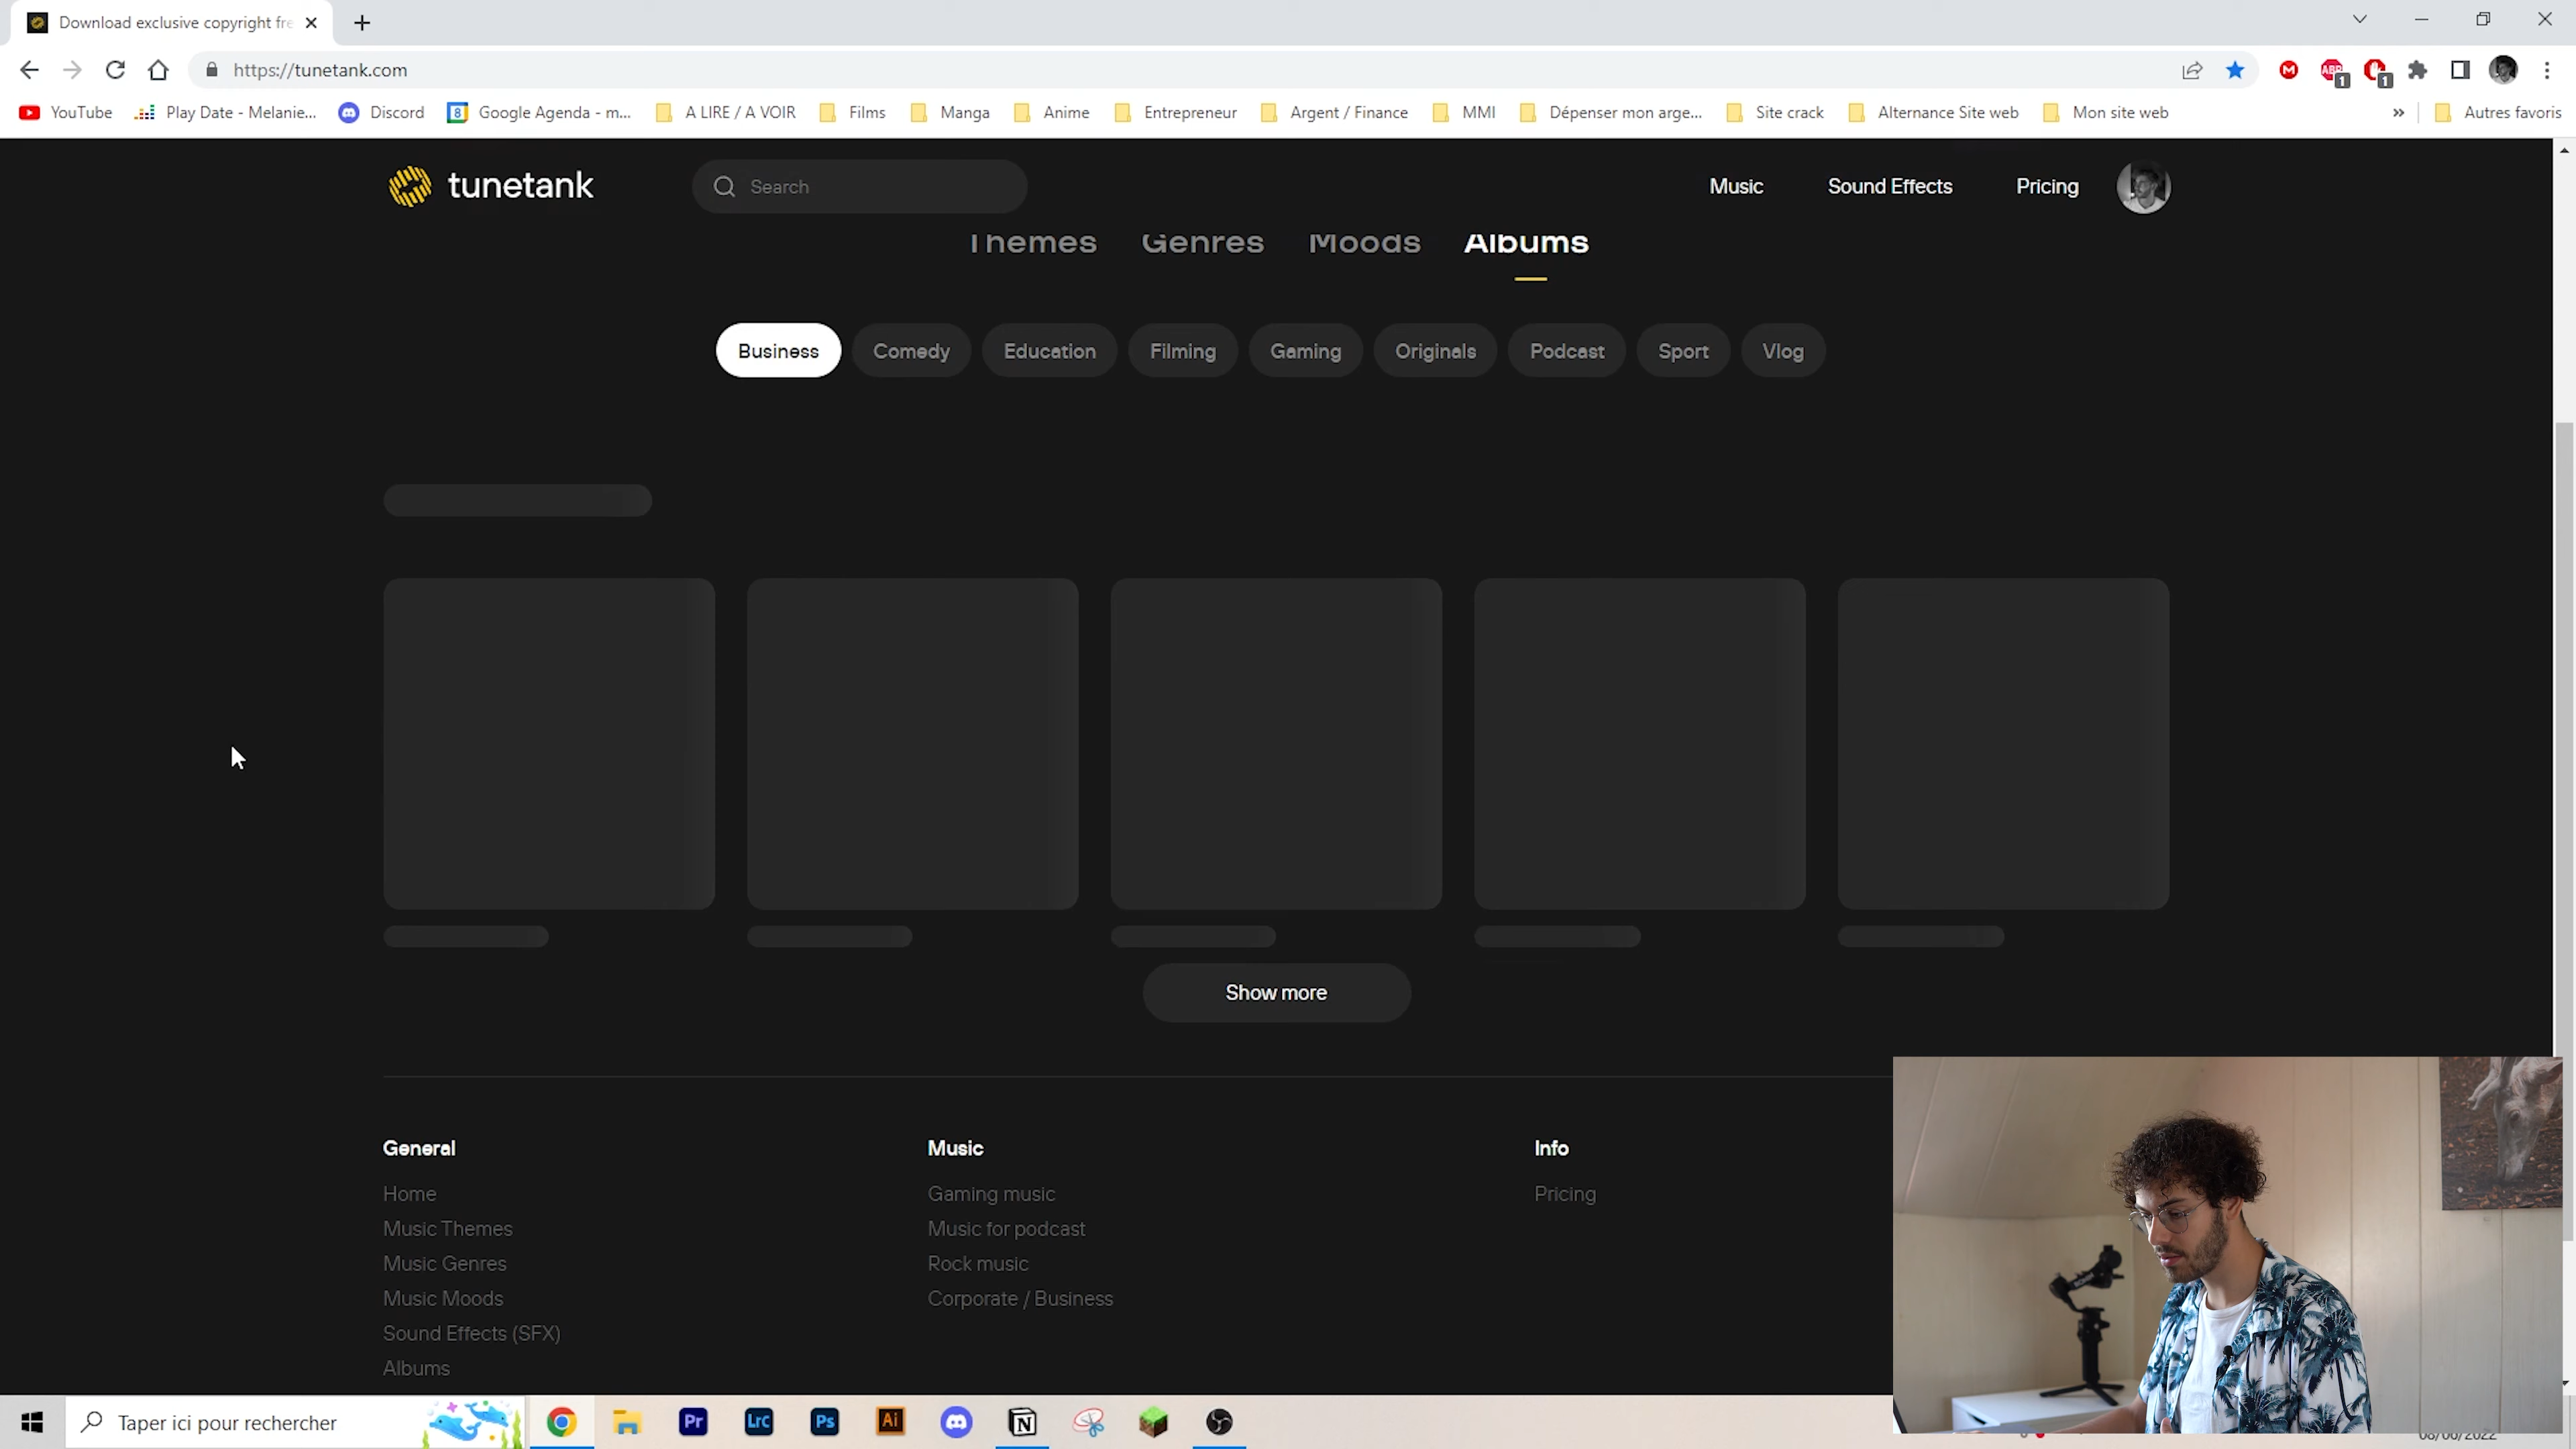 Download exclusive copyright fre
https://tunetank.com
YouTube Play Date - Melanie... Discord Google Agenda - m... A LIRE / A VOIR Films Manga Anime Entrepreneur Argent / Finance MMI Dépenser mon arge... Site crack Alternance Site web Mon site web » Autres favoris
tunetank Search Music Sound Effects Pricing
Themes Genres Moods Albums
Business Comedy Education Filming Gaming Originals Podcast Sport Vlog
Show more
General Music Info
Home Gaming music Pricing
Music Themes Music for podcast
Music Genres Rock music
Music Moods Corporate / Business
Sound Effects (SFX)
Albums
Taper ici pour rechercher Pr Lrc Ps Ai